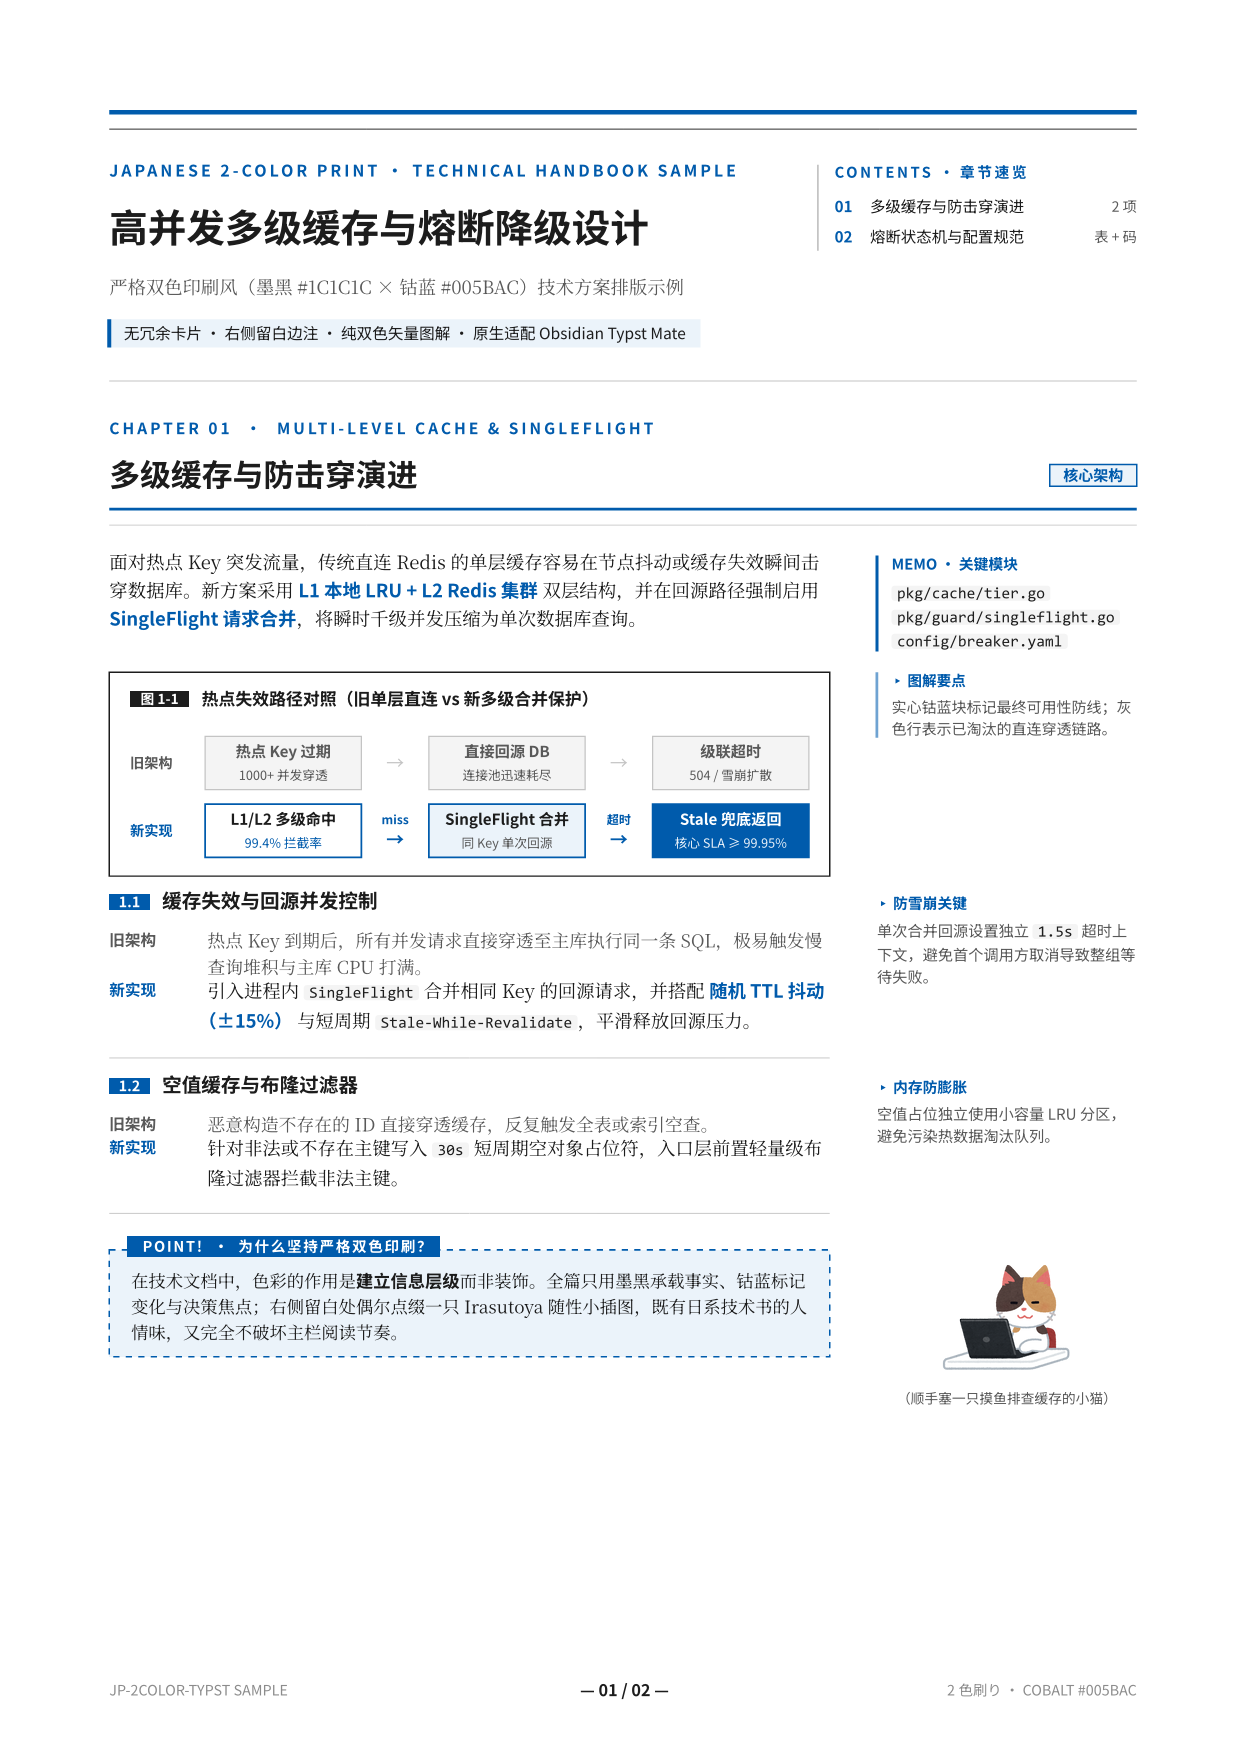 JAPANESE 2-COLOR PRINT ・ TECHNICAL HANDBOOK SAMPLE
高并发多级缓存与熔断降级设计
严格双色印刷风（墨黑 #1C1C1C × 钴蓝 #005BAC）技术方案排版示例
无冗余卡片 ・ 右侧留白边注 ・ 纯双色矢量图解 ・ 原生适配 Obsidian Typst Mate
CONTENTS ・ 章节速览
01 多级缓存与防击穿演进 2 项
02 熔断状态机与配置规范 表 + 码
CHAPTER 01 ・ MULTI-LEVEL CACHE & SINGLEFLIGHT
多级缓存与防击穿演进 核心架构
面对热点 Key 突发流量，传统直连 Redis 的单层缓存容易在节点抖动或缓存失效瞬间击
穿数据库。新方案采用 L1 本地 LRU + L2 Redis 集群 双层结构，并在回源路径强制启用
SingleFlight 请求合并，将瞬时千级并发压缩为单次数据库查询。
MEMO ・ 关键模块
pkg/cache/tier.go
pkg/guard/singleflight.go
config/breaker.yaml
‣ 图解要点
实心钴蓝块标记最终可用性防线；灰
色行表示已淘汰的直连穿透链路。
图 1-1 热点失效路径对照（旧单层直连 vs 新多级合并保护）
旧架构 热点 Key 过期 → 直接回源 DB → 级联超时
1000+ 并发穿透 连接池迅速耗尽 504 / 雪崩扩散
新实现 L1/L2 多级命中 miss → SingleFlight 合并 超时 → Stale 兜底返回
99.4% 拦截率 同 Key 单次回源 核心 SLA ⩾ 99.95%
1.1 缓存失效与回源并发控制
旧架构 热点 Key 到期后，所有并发请求直接穿透至主库执行同一条 SQL，极易触发慢
查询堆积与主库 CPU 打满。
新实现 引入进程内 SingleFlight 合并相同 Key 的回源请求，并搭配 随机 TTL 抖动
（±15%） 与短周期 Stale-While-Revalidate，平滑释放回源压力。
‣ 防雪崩关键
单次合并回源设置独立 1.5s 超时上
下文，避免首个调用方取消导致整组等
待失败。
1.2 空值缓存与布隆过滤器
旧架构 恶意构造不存在的 ID 直接穿透缓存，反复触发全表或索引空查。
新实现 针对非法或不存在主键写入 30s 短周期空对象占位符，入口层前置轻量级布
隆过滤器拦截非法主键。
‣ 内存防膨胀
空值占位独立使用小容量 LRU 分区，
避免污染热数据淘汰队列。
POINT! ・ 为什么坚持严格双色印刷？
在技术文档中，色彩的作用是建立信息层级而非装饰。全篇只用墨黑承载事实、钴蓝标记
变化与决策焦点；右侧留白处偶尔点缀一只 Irasutoya 随性小插图，既有日系技术书的人
情味，又完全不破坏主栏阅读节奏。
（顺手塞一只摸鱼排查缓存的小猫）
JP-2COLOR-TYPST SAMPLE — 01 / 02 — 2 色刷り ・ COBALT #005BAC